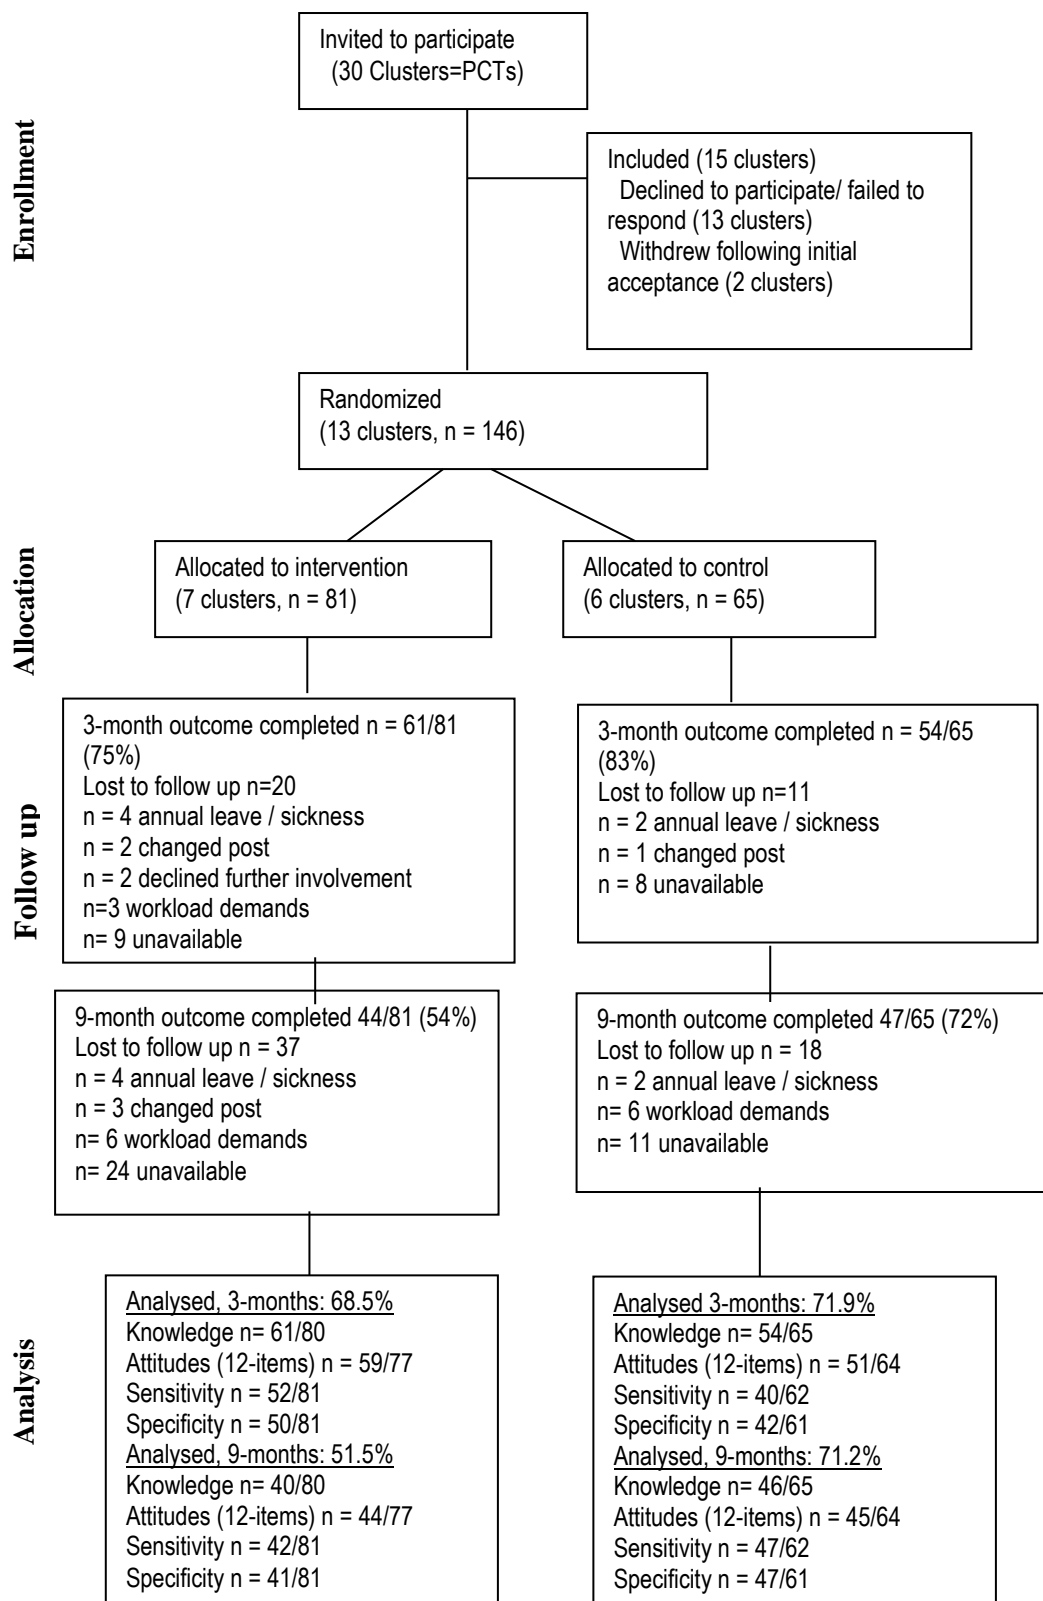 Invited to participate
(30 Clusters=PCTs)
Enrollment
Included (15 clusters)
Declined to participate/ failed to
respond (13 clusters)
Withdrew following initial
acceptance (2 clusters)
Randomized
(13 clusters, n = 146)
Allocation
Allocated to intervention
(7 clusters, n = 81)
Allocated to control
(6 clusters, n = 65)
Follow up
3-month outcome completed n = 61/81
(75%)
Lost to follow up n=20
n = 4 annual leave / sickness
n = 2 changed post
n = 2 declined further involvement
n=3 workload demands
n= 9 unavailable
3-month outcome completed n = 54/65
(83%)
Lost to follow up n=11
n = 2 annual leave / sickness
n = 1 changed post
n = 8 unavailable
9-month outcome completed 44/81 (54%)
Lost to follow up n = 37
n = 4 annual leave / sickness
n = 3 changed post
n= 6 workload demands
n= 24 unavailable
9-month outcome completed 47/65 (72%)
Lost to follow up n = 18
n = 2 annual leave / sickness
n= 6 workload demands
n= 11 unavailable
Analysis
Analysed, 3-months: 68.5%
Knowledge n= 61/80
Attitudes (12-items) n = 59/77
Sensitivity n = 52/81
Specificity n = 50/81
Analysed, 9-months: 51.5%
Knowledge n= 40/80
Attitudes (12-items) n = 44/77
Sensitivity n = 42/81
Specificity n = 41/81
Analysed 3-months: 71.9%
Knowledge n= 54/65
Attitudes (12-items) n = 51/64
Sensitivity n = 40/62
Specificity n = 42/61
Analysed, 9-months: 71.2%
Knowledge n= 46/65
Attitudes (12-items) n = 45/64
Sensitivity n = 47/62
Specificity n = 47/61